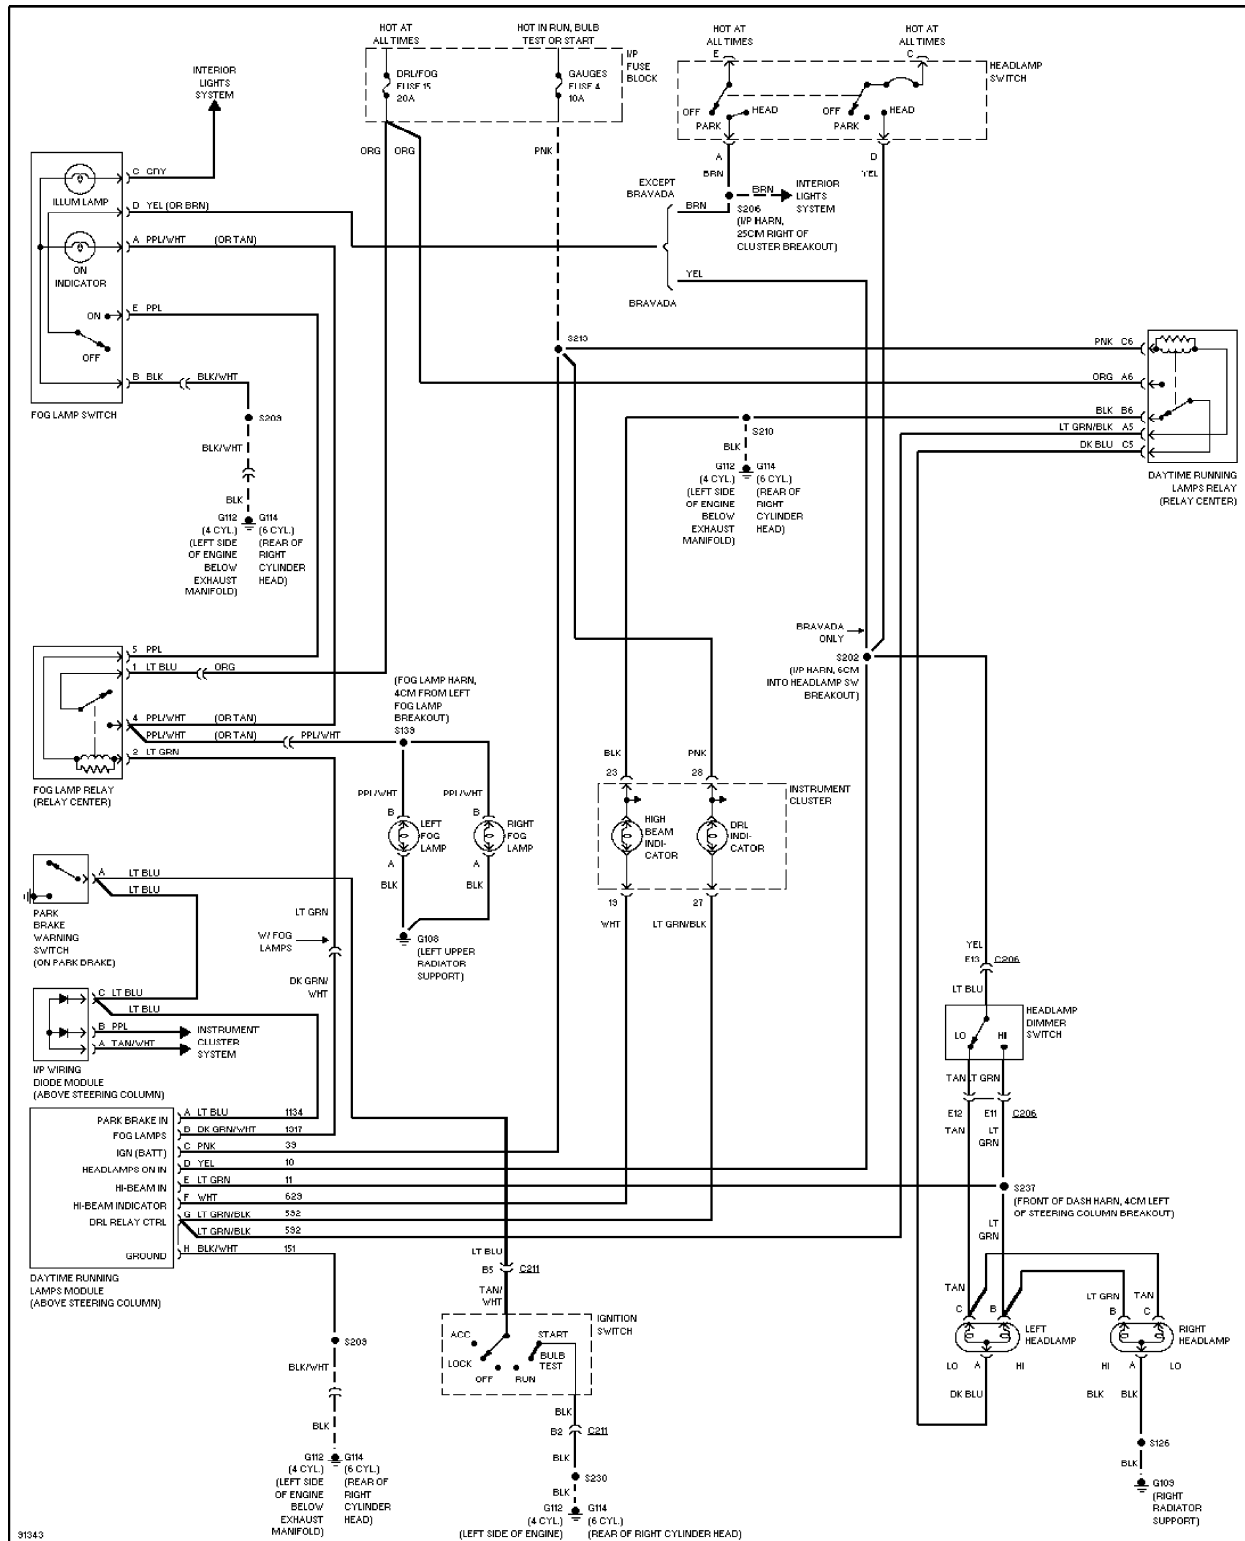 HOT AT
ALL TIMES
HOT IN RUN, BULB
TEST OR START
HOT AT
ALL TIMES
HOT AT
ALL TIMES
E
C
I/P
FUSE
BLOCK
HEADLAMP
SWITCH
INTERIOR
LIGHTS
SYSTEM
DRL/FOG
FUSE 15
20A
GAUGES
FUSE 4
10A
OFF
PARK
HEAD
OFF
PARK
HEAD
ORG
ORG
PNK
A
BRN
D
YEL
C GRY
ILLUM LAMP
D YEL (OR BRN)
A PPL/WHT (OR TAN)
ON
INDICATOR
E PPL
ON
OFF
B BLK
BLK/WHT
FOG LAMP SWITCH
EXCEPT
BRAVADA
BRN
BRN
INTERIOR
LIGHTS
SYSTEM
S206
(I/P HARN,
25CM RIGHT OF
CLUSTER BREAKOUT)
YEL
BRAVADA
S213
PNK C6
ORG A6
BLK B6
LT GRN/BLK A5
DK BLU C5
DAYTIME RUNNING
LAMPS RELAY
(RELAY CENTER)
S209
BLK/WHT
BLK
G112
(4 CYL.)
(LEFT SIDE
OF ENGINE
BELOW
EXHAUST
MANIFOLD)
G114
(6 CYL.)
(REAR OF
RIGHT
CYLINDER
HEAD)
S210
BLK
G112
(4 CYL.)
(LEFT SIDE
OF ENGINE
BELOW
EXHAUST
MANIFOLD)
G114
(6 CYL.)
(REAR OF
RIGHT
CYLINDER
HEAD)
BRAVADA
ONLY
S202
(I/P HARN, 6CM
INTO HEADLAMP SW
BREAKOUT)
5 PPL
1 LT BLU
ORG
4 PPL/WHT (OR TAN)
PPL/WHT (OR TAN)
PPL/WHT
2 LT GRN
FOG LAMP RELAY
(RELAY CENTER)
(FOG LAMP HARN,
4CM FROM LEFT
FOG LAMP
BREAKOUT)
S139
PPL/WHT
PPL/WHT
B
LEFT
FOG
LAMP
A
BLK
B
RIGHT
FOG
LAMP
A
BLK
G108
(LEFT UPPER
RADIATOR
SUPPORT)
BLK
23
PNK
28
INSTRUMENT
CLUSTER
HIGH
BEAM
INDI-
CATOR
DRL
INDI-
CATOR
19
WHT
27
LT GRN/BLK
A LT BLU
LT BLU
PARK
BRAKE
WARNING
SWITCH
(ON PARK BRAKE)
LT GRN
W/ FOG
LAMPS
DK GRN/
WHT
C LT BLU
LT BLU
B PPL
A TAN/WHT
INSTRUMENT
CLUSTER
SYSTEM
I/P WIRING
DIODE MODULE
(ABOVE STEERING COLUMN)
YEL
E13
C206
LT BLU
HEADLAMP
DIMMER
SWITCH
LO
HI
TAN
LT GRN
E12
E11
C206
TAN
LT
GRN
PARK BRAKE IN
A LT BLU 1134
FOG LAMPS
B DK GRN/WHT 1317
IGN (BATT)
C PNK 39
HEADLAMPS ON IN
D YEL 10
HI-BEAM IN
E LT GRN 11
HI-BEAM INDICATOR
F WHT 629
DRL RELAY CTRL
G LT GRN/BLK 592
LT GRN/BLK 592
GROUND
H BLK/WHT 151
DAYTIME RUNNING
LAMPS MODULE
(ABOVE STEERING COLUMN)
S237
(FRONT OF DASH HARN, 4CM LEFT
OF STEERING COLUMN BREAKOUT)
LT
GRN
TAN
C
B
LEFT
HEADLAMP
LO
A
HI
DK BLU
LT GRN
B
TAN
C
RIGHT
HEADLAMP
HI
A
LO
BLK
BLK
S126
BLK
G109
(RIGHT
RADIATOR
SUPPORT)
LT BLU
B5
C211
TAN/
WHT
IGNITION
SWITCH
ACC
LOCK
OFF
RUN
BULB
TEST
START
BLK
B2
C211
BLK
S230
BLK
G112
(4 CYL.)
(LEFT SIDE OF ENGINE)
G114
(6 CYL.)
(REAR OF RIGHT CYLINDER HEAD)
S209
BLK/WHT
BLK
G112
(4 CYL.)
(LEFT SIDE
OF ENGINE
BELOW
EXHAUST
MANIFOLD)
G114
(6 CYL.)
(REAR OF
RIGHT
CYLINDER
HEAD)
91343